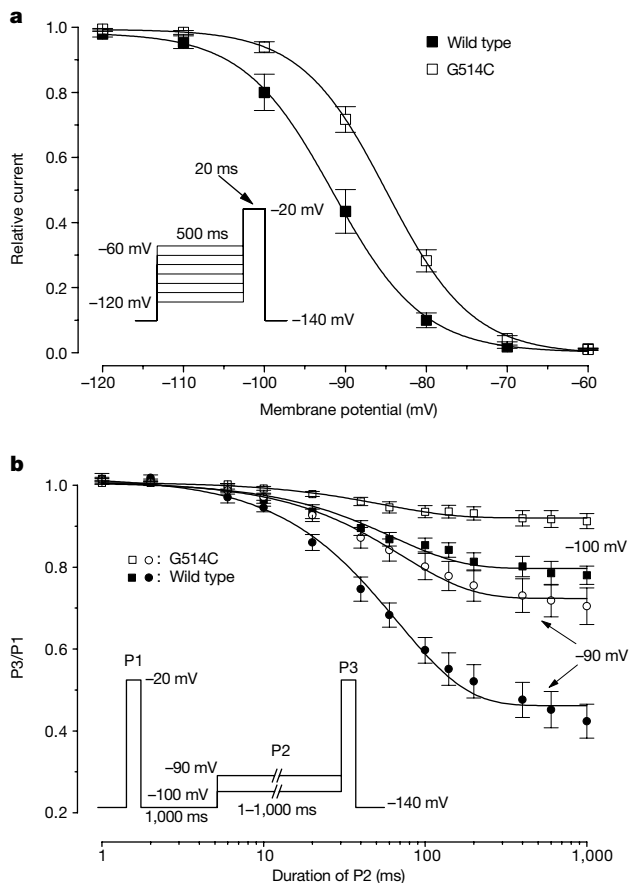 a
1.0
0.8
0.6
0.4
0.2
0.0
Relative current
Wild type
G514C
20 ms
500 ms
–20 mV
–60 mV
–120 mV
–140 mV
–120
–110
–100
–90
–80
–70
–60
Membrane potential (mV)
b
1.0
0.8
0.6
0.4
0.2
P3/P1
: G514C
: Wild type
–100 mV
–90 mV
P1
–20 mV
P3
P2
–90 mV
–100 mV
1,000 ms
1–1,000 ms
–140 mV
1
10
100
1,000
Duration of P2 (ms)